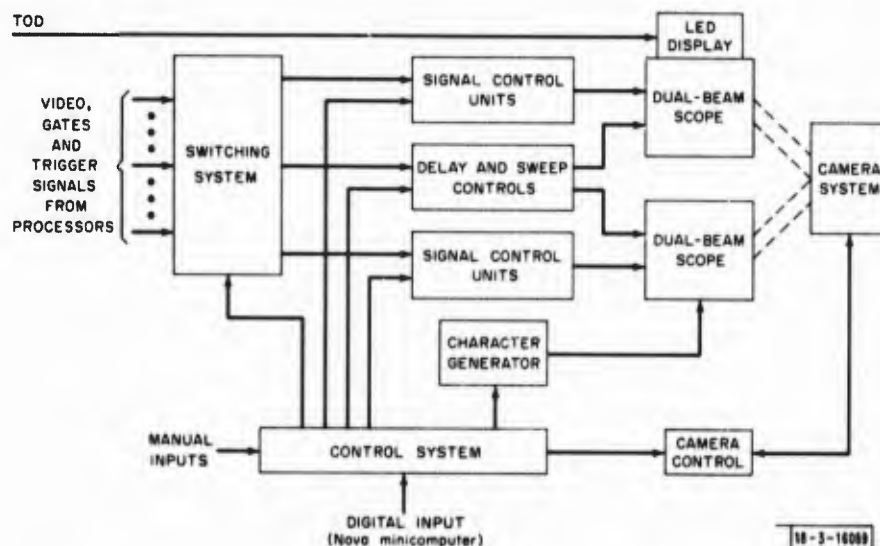 TOD
LED
DISPLAY
VIDEO,
GATES
AND
TRIGGER
SIGNALS
FROM
PROCESSORS
SWITCHING
SYSTEM
SIGNAL CONTROL
UNITS
DELAY AND SWEEP
CONTROLS
SIGNAL CONTROL
UNITS
DUAL-BEAM
SCOPE
DUAL-BEAM
SCOPE
CAMERA
SYSTEM
CHARACTER
GENERATOR
MANUAL
INPUTS
CONTROL SYSTEM
CAMERA
CONTROL
DIGITAL INPUT
(Nova minicomputer)
18-3-16069